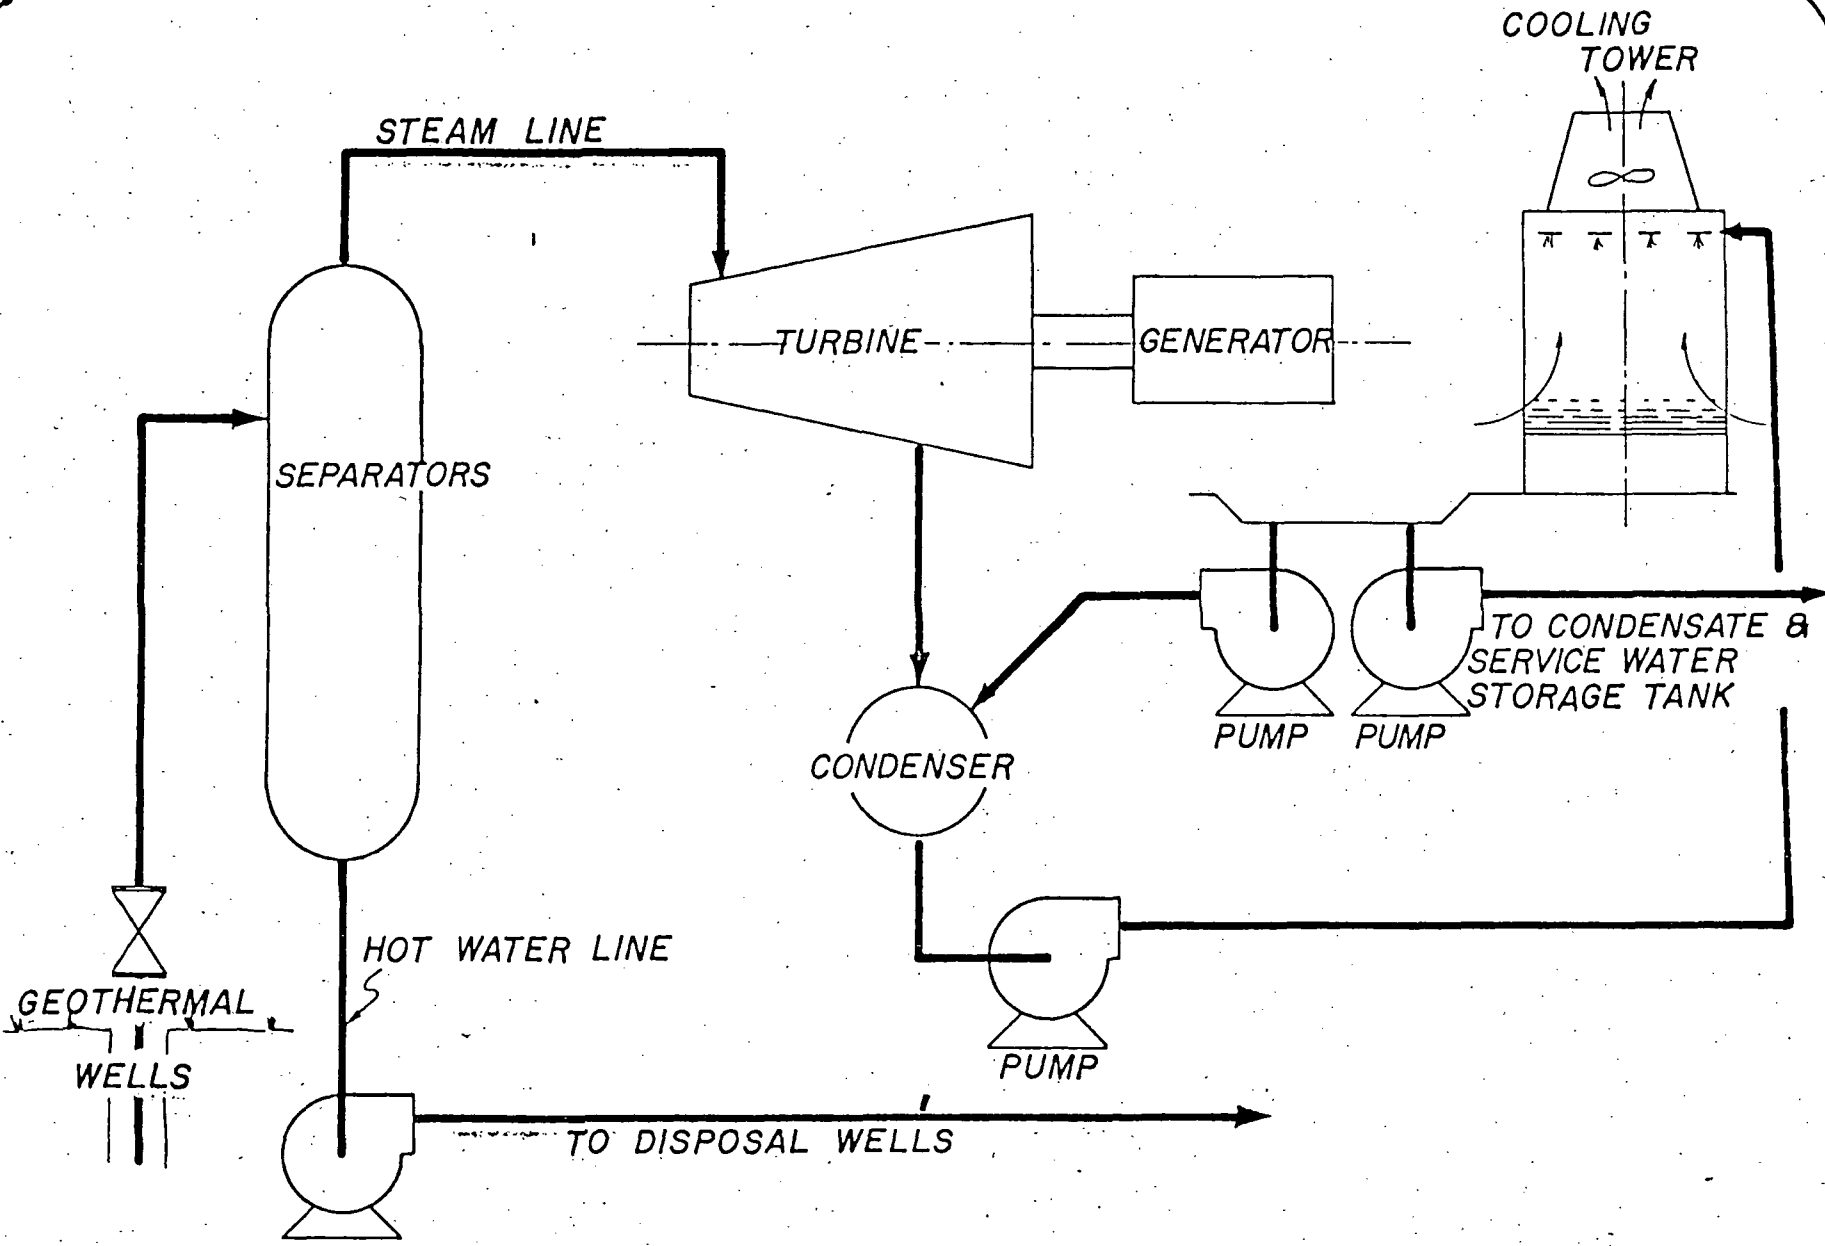 COOLING
TOWER
STEAM LINE
TURBINE
GENERATOR
SEPARATORS
TO CONDENSATE &
SERVICE WATER
STORAGE TANK
PUMP
PUMP
CONDENSER
HOT WATER LINE
GEOTHERMAL
WELLS
PUMP
TO DISPOSAL WELLS